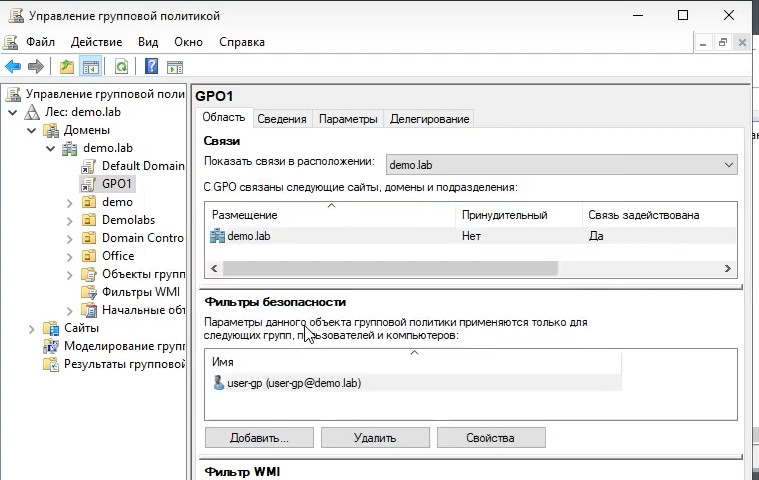 Управление групповой политикой
Файл Действие Вид Окно Справка
Управление групповой поли
Лес: demo.lab
Домены
demo.lab
Default Domain
GPO1
demo
Demolabs
Domain Contro
Office
Объекты групп
Фильтры WMI
Начальные об
Сайты
Моделирование групп
Результаты групповой
GPO1
Область Сведения Параметры Делегирование
Связи
Показать связи в расположении: demo.lab
С GPO связаны следующие сайты, домены и подразделения:
Размещение Принудительный Связь задействована
demo.lab Нет Да
Фильтры безопасности
Параметры данного объекта групповой политики применяются только для
следующих групп, пользователей и компьютеров:
Имя
user-gp (user-gp@demo.lab)
Добавить... Удалить Свойства
Фильтр WMI